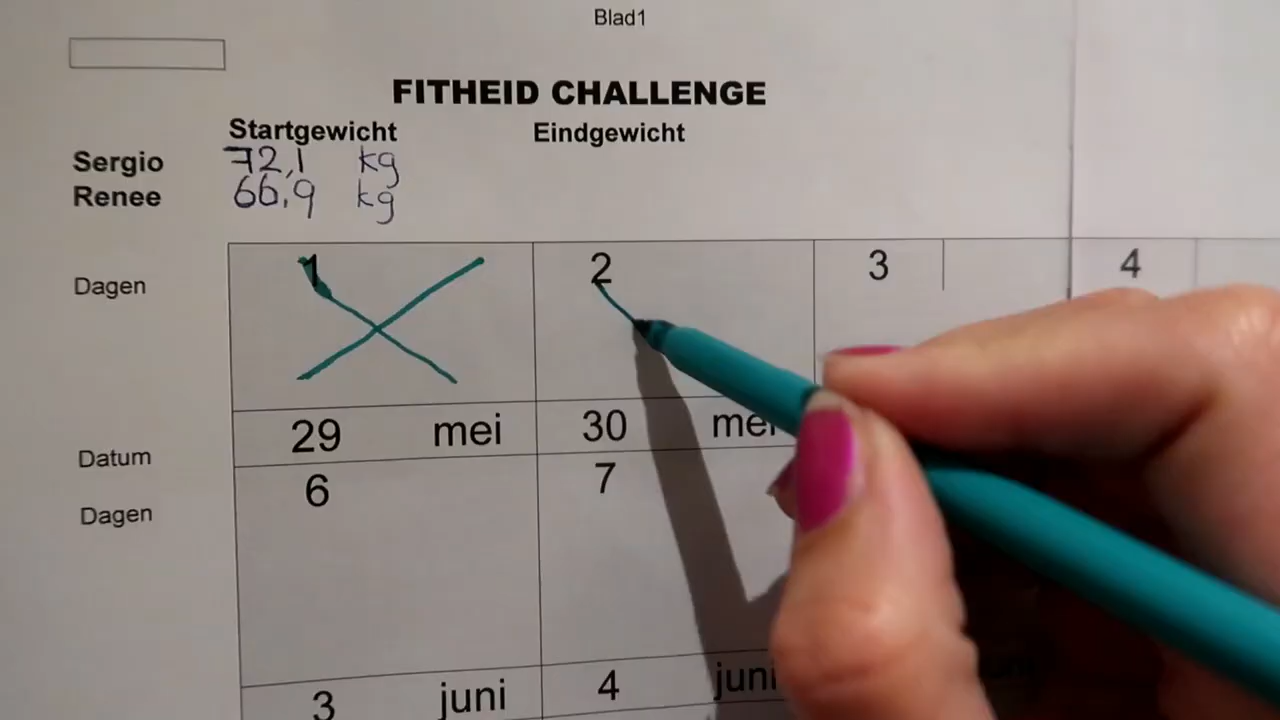 Blad1
FITHEID CHALLENGE
Startgewicht Eindgewicht
Sergio 72,1 kg
Renee 66,9 kg
Dagen 1 2 3 4
Datum 29 mei 30 mei
Dagen 6 7
3 juni 4 juni